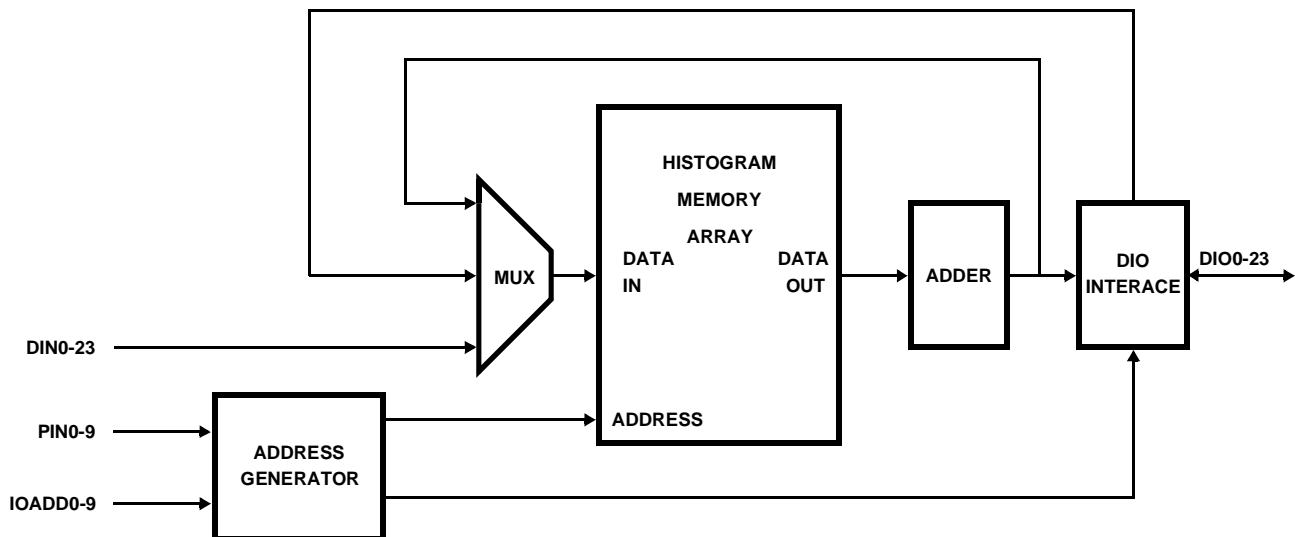 HISTOGRAM
MEMORY
ARRAY
DATA
IN
DATA
OUT
ADDRESS
MUX
ADDER
DIO
INTERACE
DIO0-23
DIN0-23
PIN0-9
IOADD0-9
ADDRESS
GENERATOR